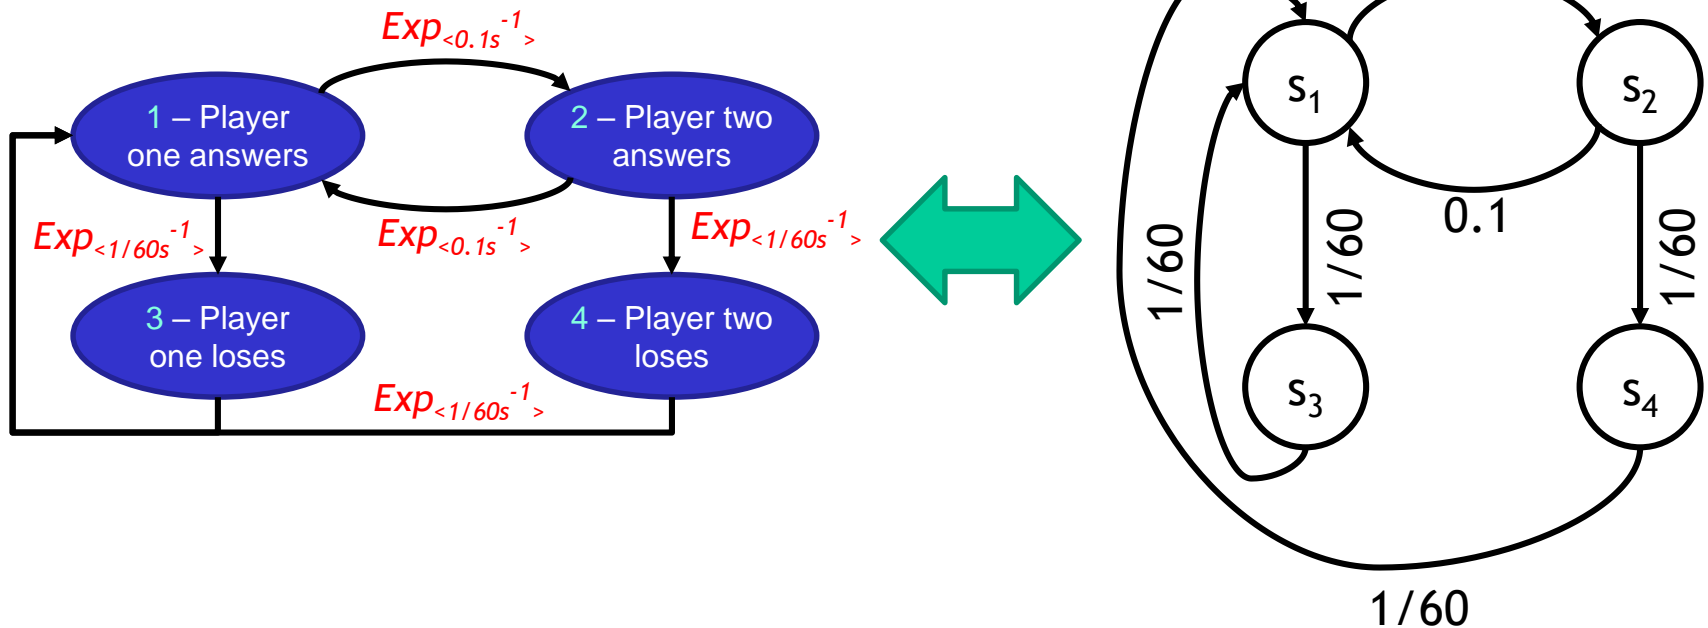 Exp<0.1s⁻¹>
1 – Player
one answers
2 – Player two
answers
Exp<1/60s⁻¹>
Exp<0.1s⁻¹>
Exp<1/60s⁻¹>
3 – Player
one loses
4 – Player two
loses
Exp<1/60s⁻¹>
s₁
s₂
0.1
1/60
1/60
1/60
s₃
s₄
1/60